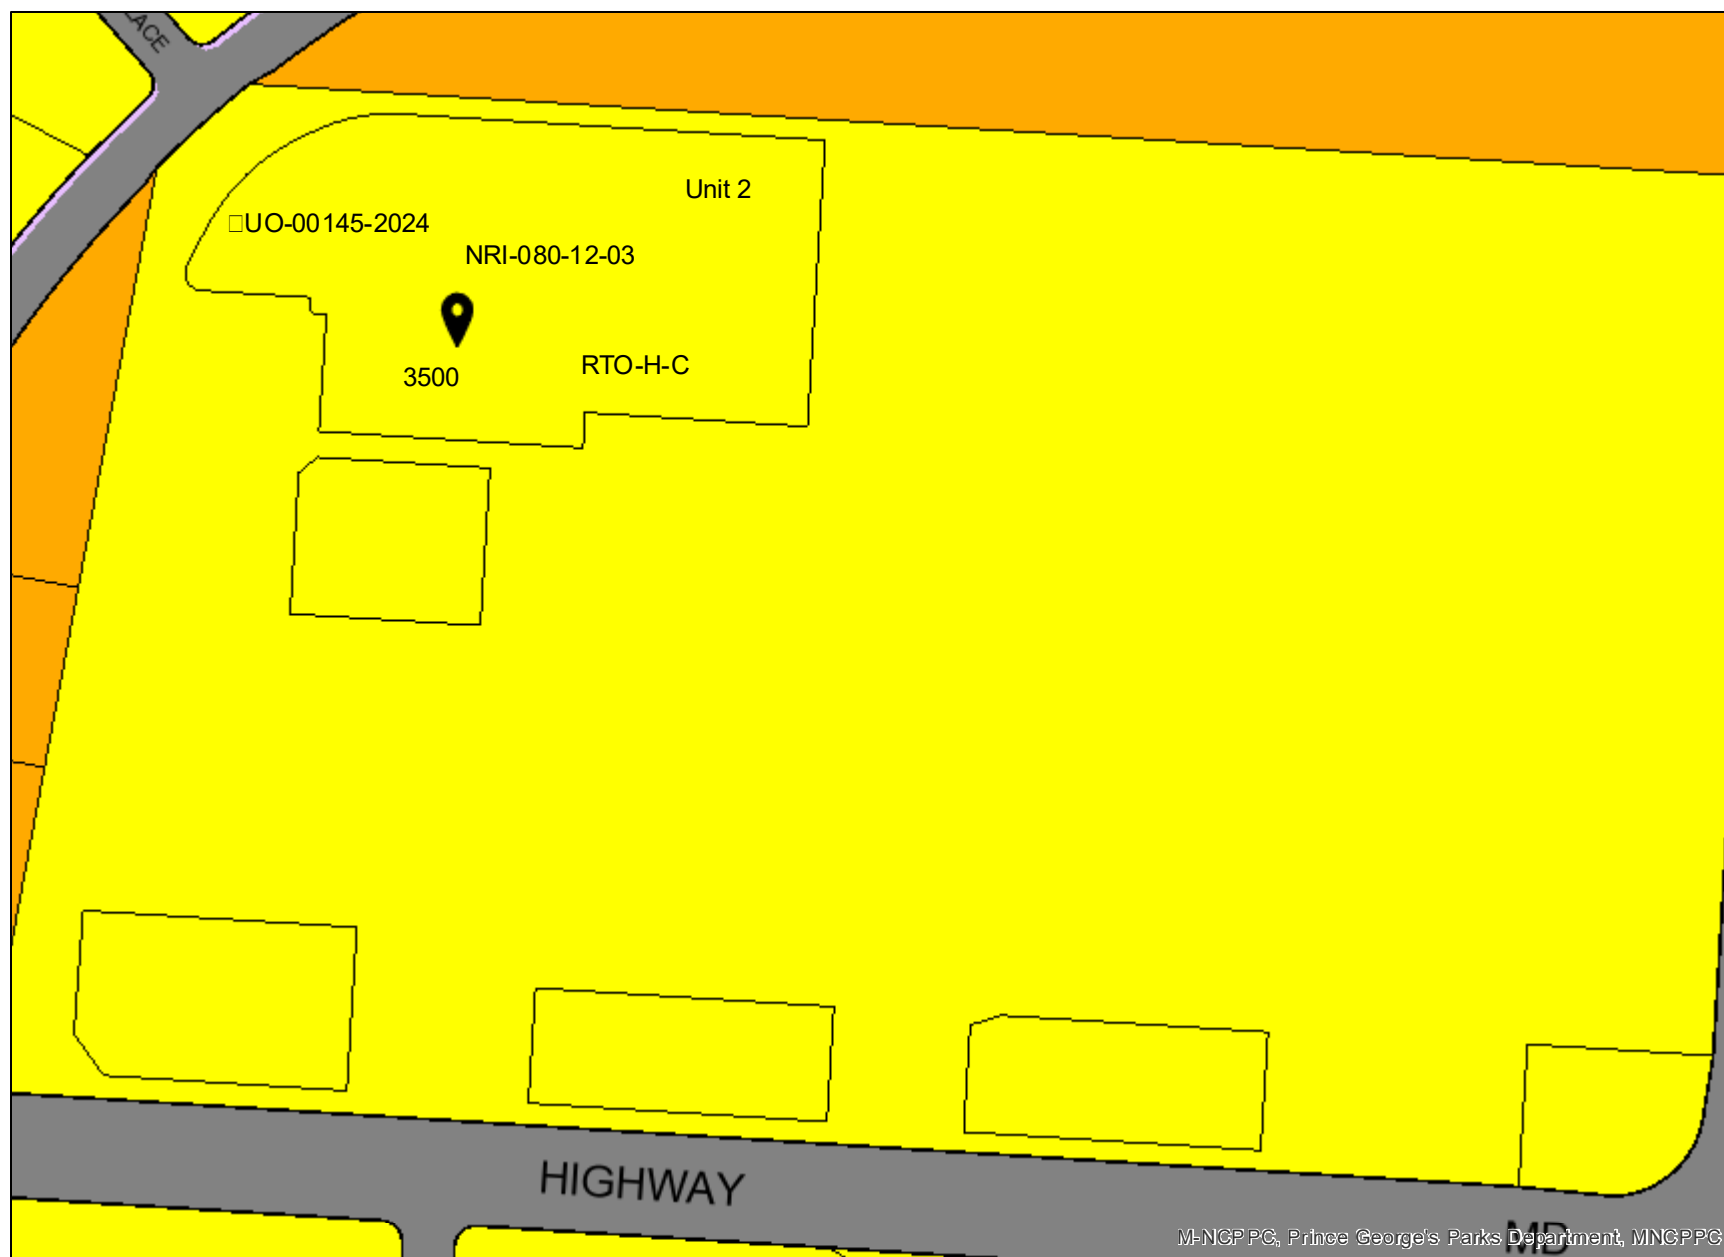 LACE
Unit 2
UO-00145-2024
NRI-080-12-03
RTO-H-C
3500
HIGHWAY
MD
M-NCPPC, Prince George's Parks Department, MNCPPC